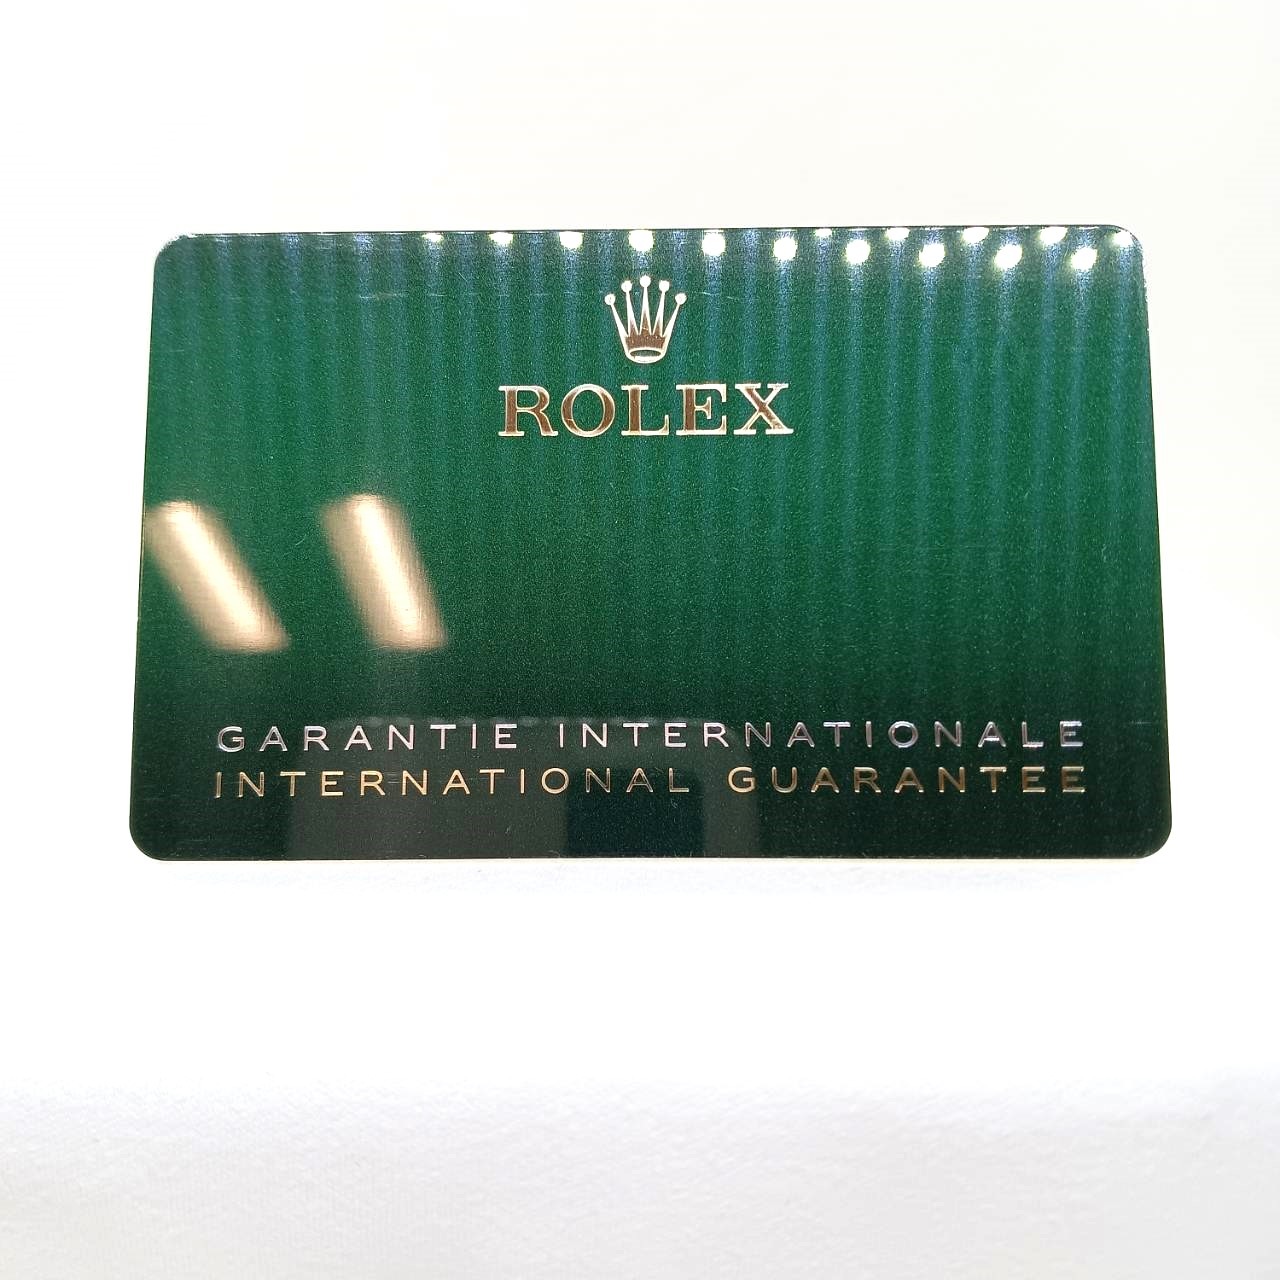 ROLEX
GARANTIE INTERNATIONALE
INTERNATIONAL GUARANTEE